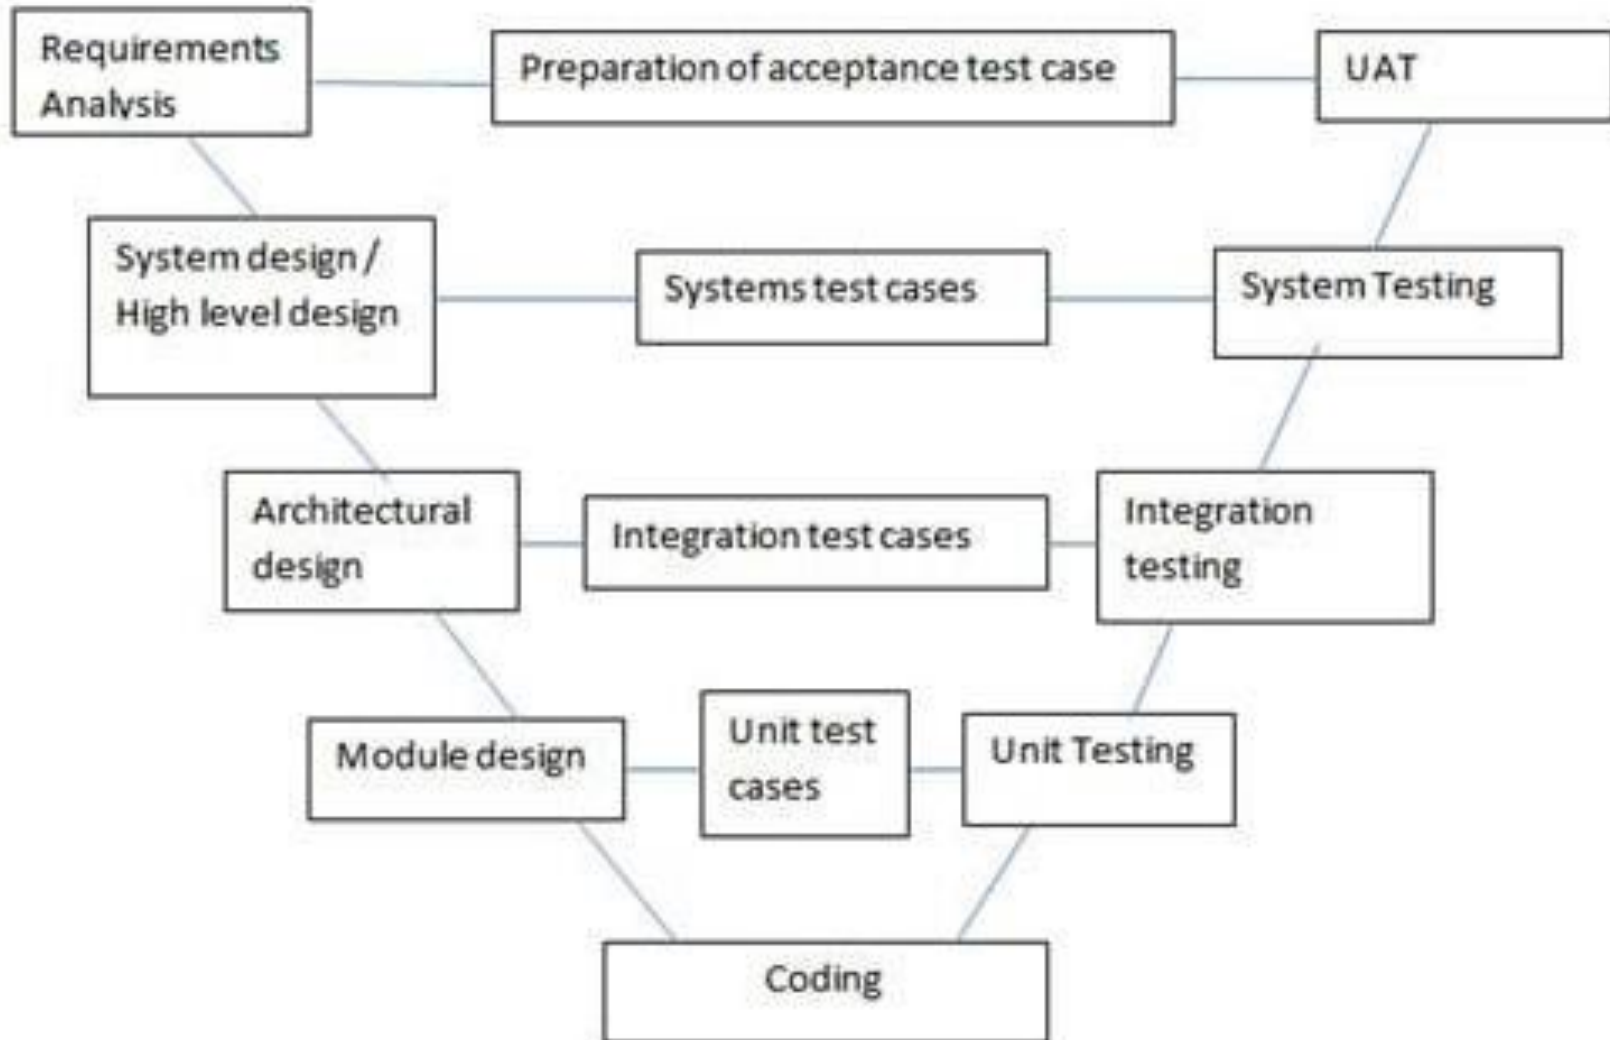 Requirements
Analysis
Preparation of acceptance test case
UAT
System design /
High level design
Systems test cases
System Testing
Architectural
design
Integration test cases
Integration
testing
Module design
Unit test
cases
Unit Testing
Coding